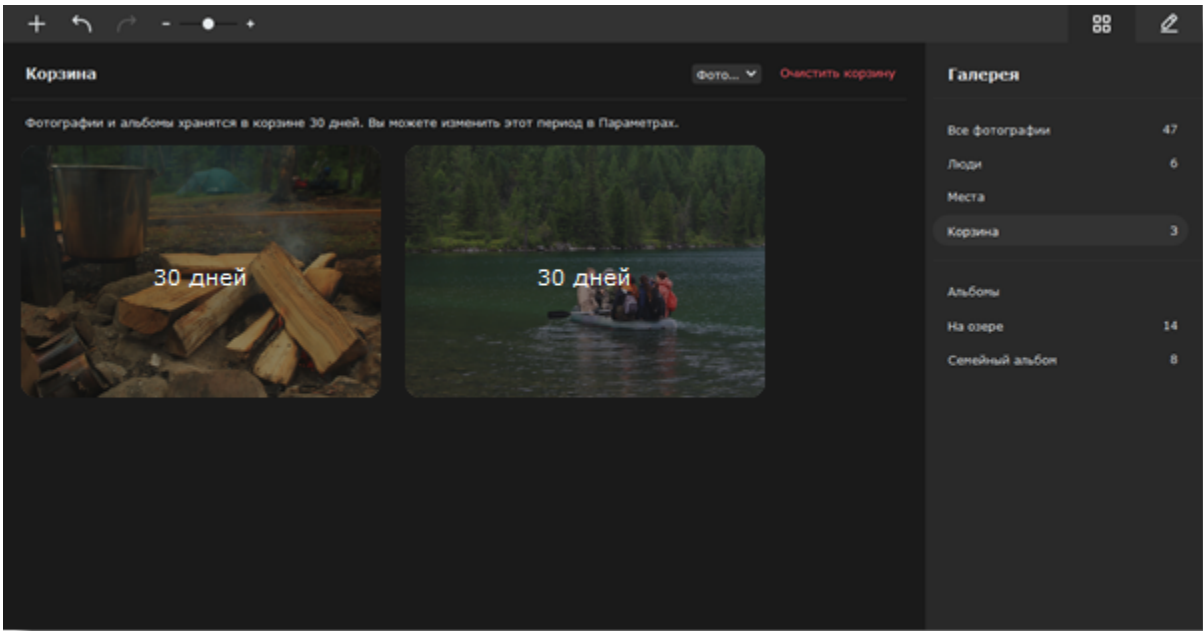 Корзина
Фото...
Очистить корзину
Фотографии и альбомы хранятся в корзине 30 дней. Вы можете изменить этот период в Параметрах.
30 дней
30 дней
Галерея
Все фотографии 47
Люди 6
Места
Корзина 3
Альбомы
На озере 14
Семейный альбом 8